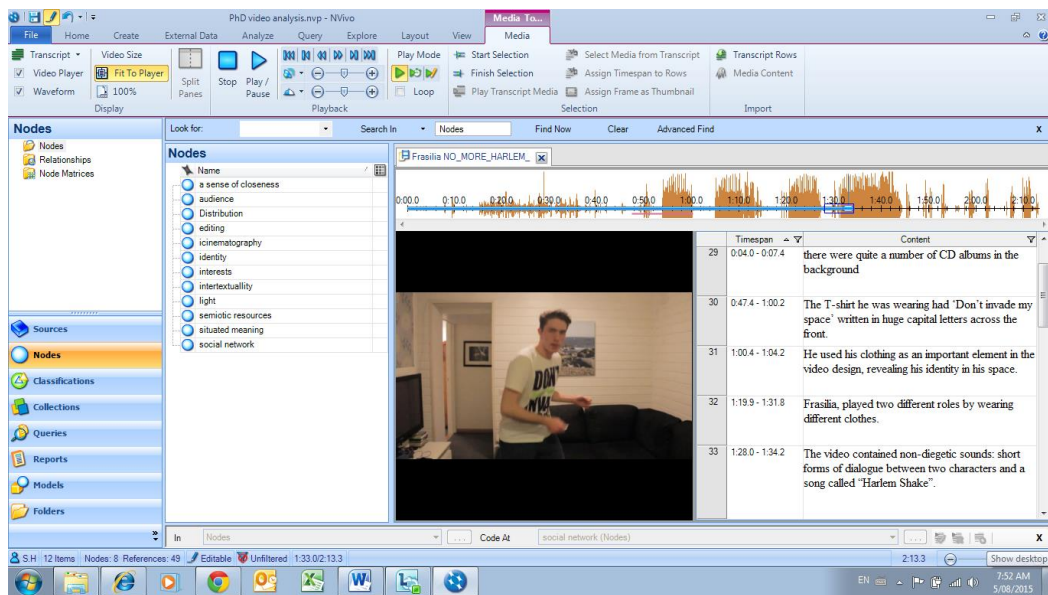 PhD video analysis.nvp - NVivo
Media To...
File Home Create External Data Analyze Query Explore Layout View Media
Transcript Video Size Play Mode Start Selection Select Media from Transcript Transcript Rows
Video Player Fit To Player Split Panes Stop Play / Pause Finish Selection Assign Timespan to Rows Media Content
Waveform 100% Loop Play Transcript Media Assign Frame as Thumbnail
Display Playback Selection Import
Nodes
Nodes
Relationships
Node Matrices
Sources
Nodes
Classifications
Collections
Queries
Reports
Models
Folders
Look for: Search In Nodes Find Now Clear Advanced Find x
Nodes
Name
a sense of closeness
audience
Distribution
editing
icinematography
identity
interests
intertextuallity
light
semiotic resources
situated meaning
social network
Frasilia NO_MORE_HARLEM_
0:00.0 0:10.0 0:20.0 0:30.0 0:40.0 0:50.0 1:00.0 1:10.0 1:20.0 1:30.0 1:40.0 1:50.0 2:00.0 2:10.0
DON'T
INVA
Timespan Content
29 0:04.0 - 0:07.4 there were quite a number of CD albums in the
background
30 0:47.4 - 1:00.2 The T-shirt he was wearing had ‘Don’t invade my
space’ written in huge capital letters across the
front.
31 1:00.4 - 1:04.2 He used his clothing as an important element in the
video design, revealing his identity in his space.
32 1:19.9 - 1:31.8 Frasilia, played two different roles by wearing
different clothes.
33 1:28.0 - 1:34.2 The video contained non-diegetic sounds: short
forms of dialogue between two characters and a
song called “Harlem Shake”.
In Nodes ... Code At social network (Nodes) ... x
S.H 12 Items Nodes: 8 References: 49 Editable Unfiltered 1:33.0/2:13.3 2:13.3 Show desktop
EN 7:52 AM
5/08/2015